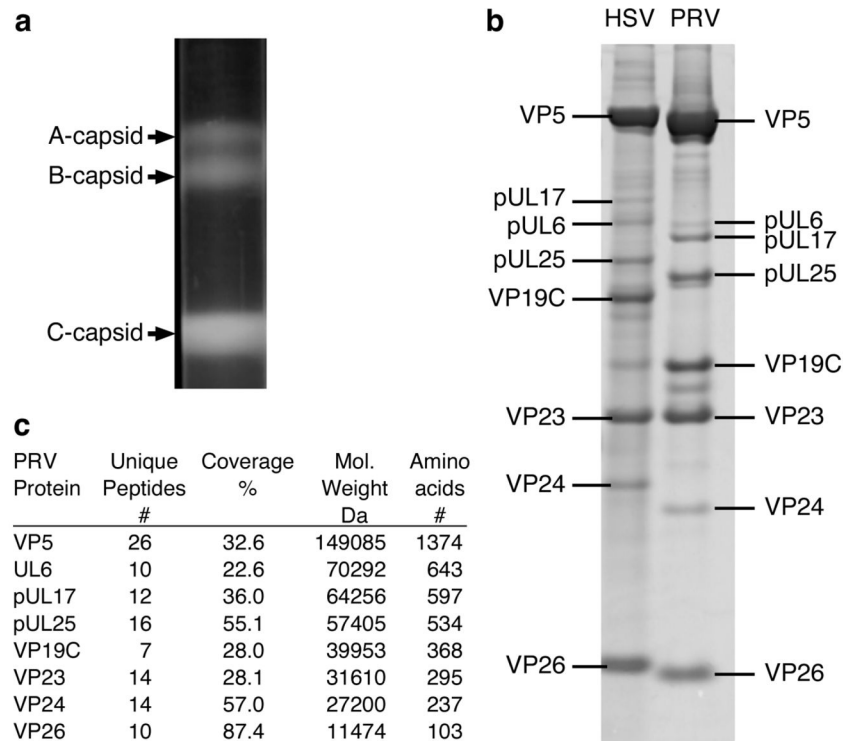 a
A-capsid
B-capsid
C-capsid
b
HSV PRV
VP5
pUL17
pUL6
pUL25
VP19C
VP23
VP24
VP26
VP5
pUL6
pUL17
pUL25
VP19C
VP23
VP24
VP26
c
PRV Unique Coverage Mol. Amino
Protein Peptides % Weight acids
# Da #
VP5 26 32.6 149085 1374
UL6 10 22.6 70292 643
pUL17 12 36.0 64256 597
pUL25 16 55.1 57405 534
VP19C 7 28.0 39953 368
VP23 14 28.1 31610 295
VP24 14 57.0 27200 237
VP26 10 87.4 11474 103